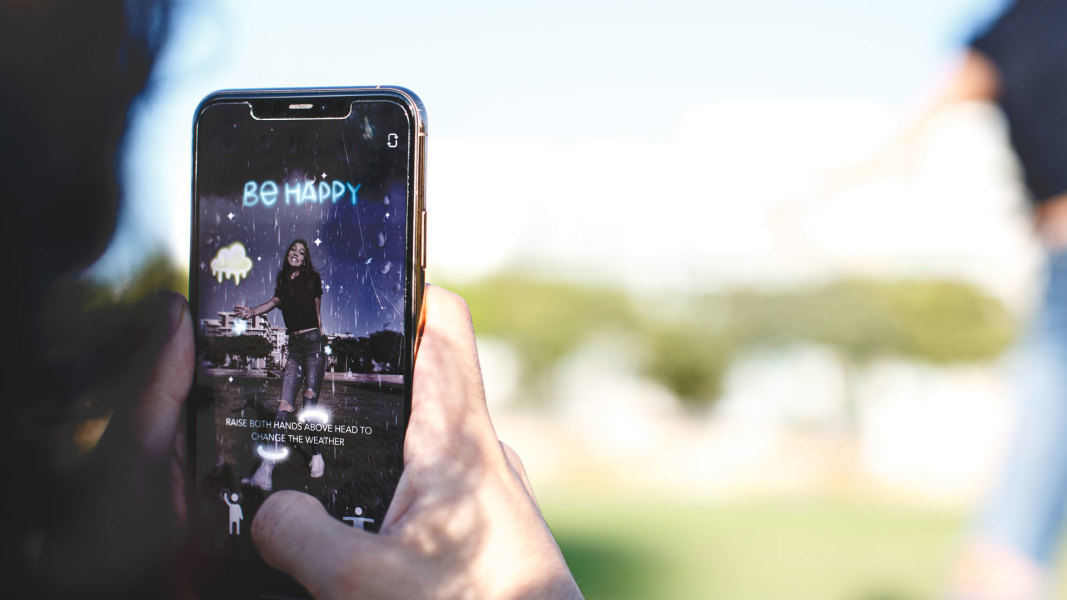 BE HAPPY
RAISE BOTH HANDS ABOVE HEAD TO
CHANGE THE WEATHER